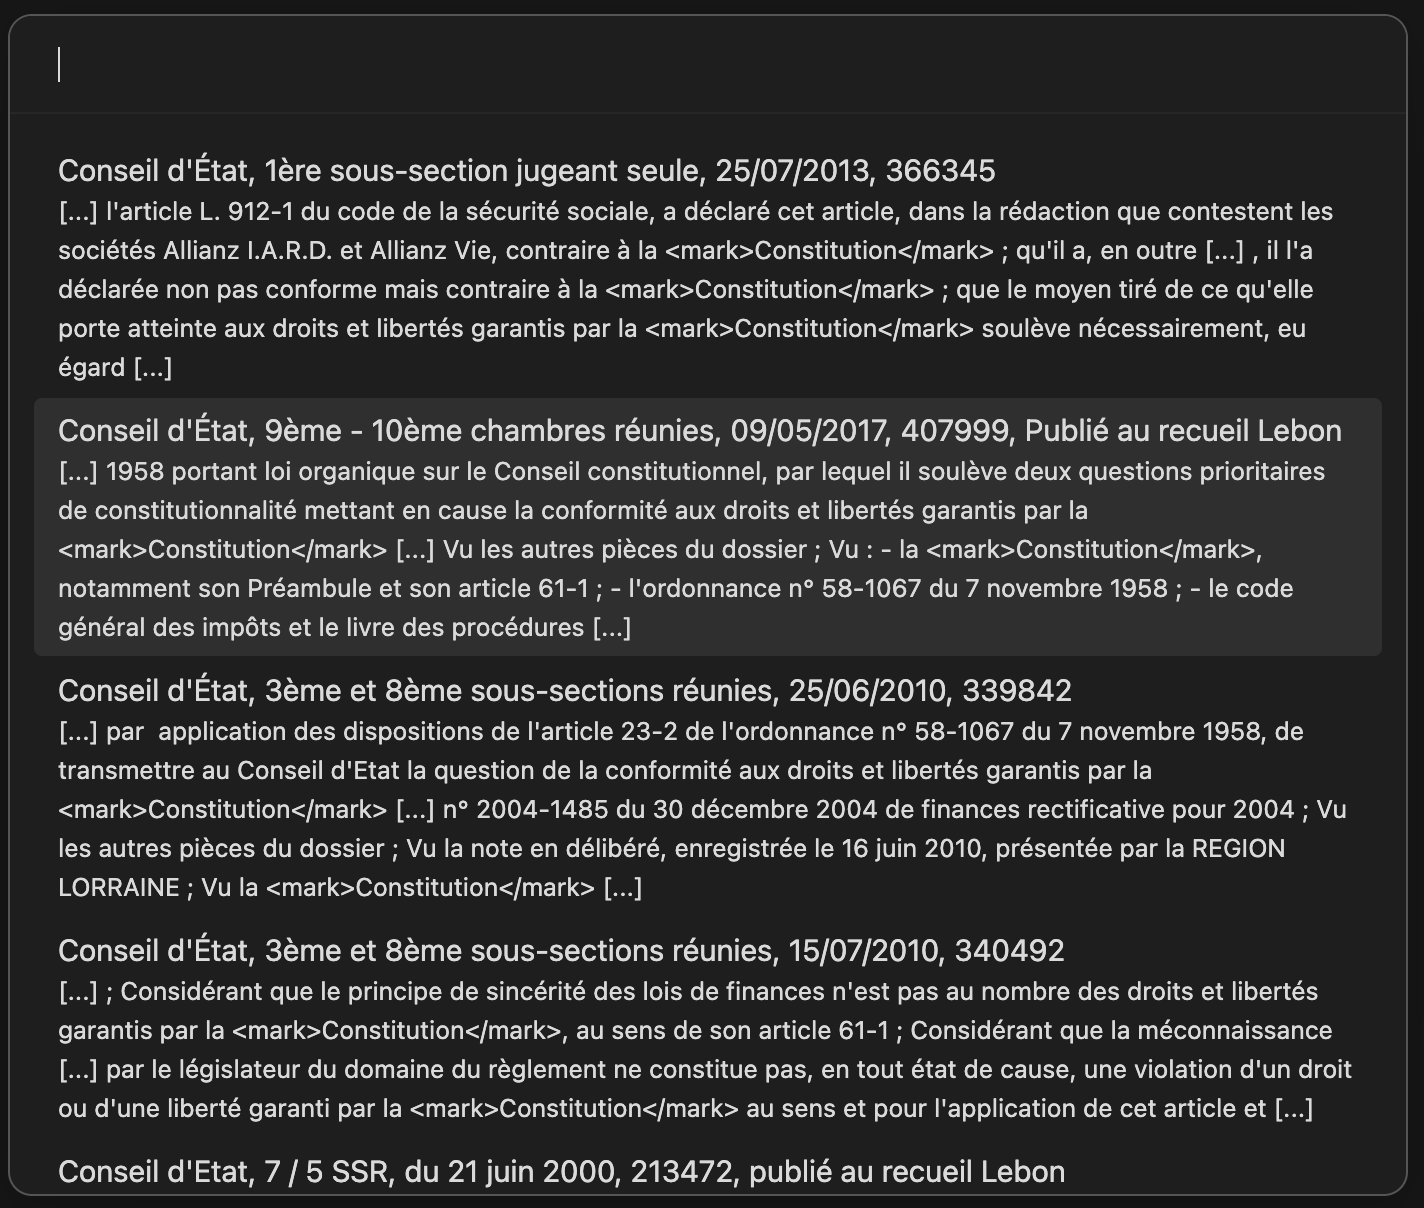 Conseil d'État, 1ère sous-section jugeant seule, 25/07/2013, 366345
[...] l'article L. 912-1 du code de la sécurité sociale, a déclaré cet article, dans la rédaction que contestent les
sociétés Allianz I.A.R.D. et Allianz Vie, contraire à la <mark>Constitution</mark> ; qu'il a, en outre [...] , il l'a
déclarée non pas conforme mais contraire à la <mark>Constitution</mark> ; que le moyen tiré de ce qu'elle
porte atteinte aux droits et libertés garantis par la <mark>Constitution</mark> soulève nécessairement, eu
égard [...]
Conseil d'État, 9ème - 10ème chambres réunies, 09/05/2017, 407999, Publié au recueil Lebon
[...] 1958 portant loi organique sur le Conseil constitutionnel, par lequel il soulève deux questions prioritaires
de constitutionnalité mettant en cause la conformité aux droits et libertés garantis par la
<mark>Constitution</mark> [...] Vu les autres pièces du dossier ; Vu : - la <mark>Constitution</mark>,
notamment son Préambule et son article 61-1 ; - l'ordonnance n° 58-1067 du 7 novembre 1958 ; - le code
général des impôts et le livre des procédures [...]
Conseil d'État, 3ème et 8ème sous-sections réunies, 25/06/2010, 339842
[...] par  application des dispositions de l'article 23-2 de l'ordonnance n° 58-1067 du 7 novembre 1958, de
transmettre au Conseil d'Etat la question de la conformité aux droits et libertés garantis par la
<mark>Constitution</mark> [...] n° 2004-1485 du 30 décembre 2004 de finances rectificative pour 2004 ; Vu
les autres pièces du dossier ; Vu la note en délibéré, enregistrée le 16 juin 2010, présentée par la REGION
LORRAINE ; Vu la <mark>Constitution</mark> [...]
Conseil d'État, 3ème et 8ème sous-sections réunies, 15/07/2010, 340492
[...] ; Considérant que le principe de sincérité des lois de finances n'est pas au nombre des droits et libertés
garantis par la <mark>Constitution</mark>, au sens de son article 61-1 ; Considérant que la méconnaissance
[...] par le législateur du domaine du règlement ne constitue pas, en tout état de cause, une violation d'un droit
ou d'une liberté garanti par la <mark>Constitution</mark> au sens et pour l'application de cet article et [...]
Conseil d'Etat, 7 / 5 SSR, du 21 juin 2000, 213472, publié au recueil Lebon